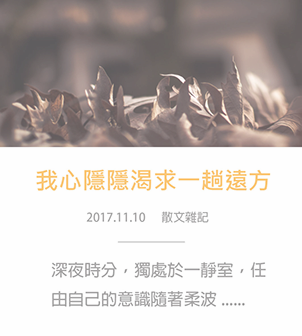 我心隱隱渴求一趟遠方
2017.11.10 散文雜記
深夜時分，獨處於一靜室，任
由自己的意識隨著柔波 ......